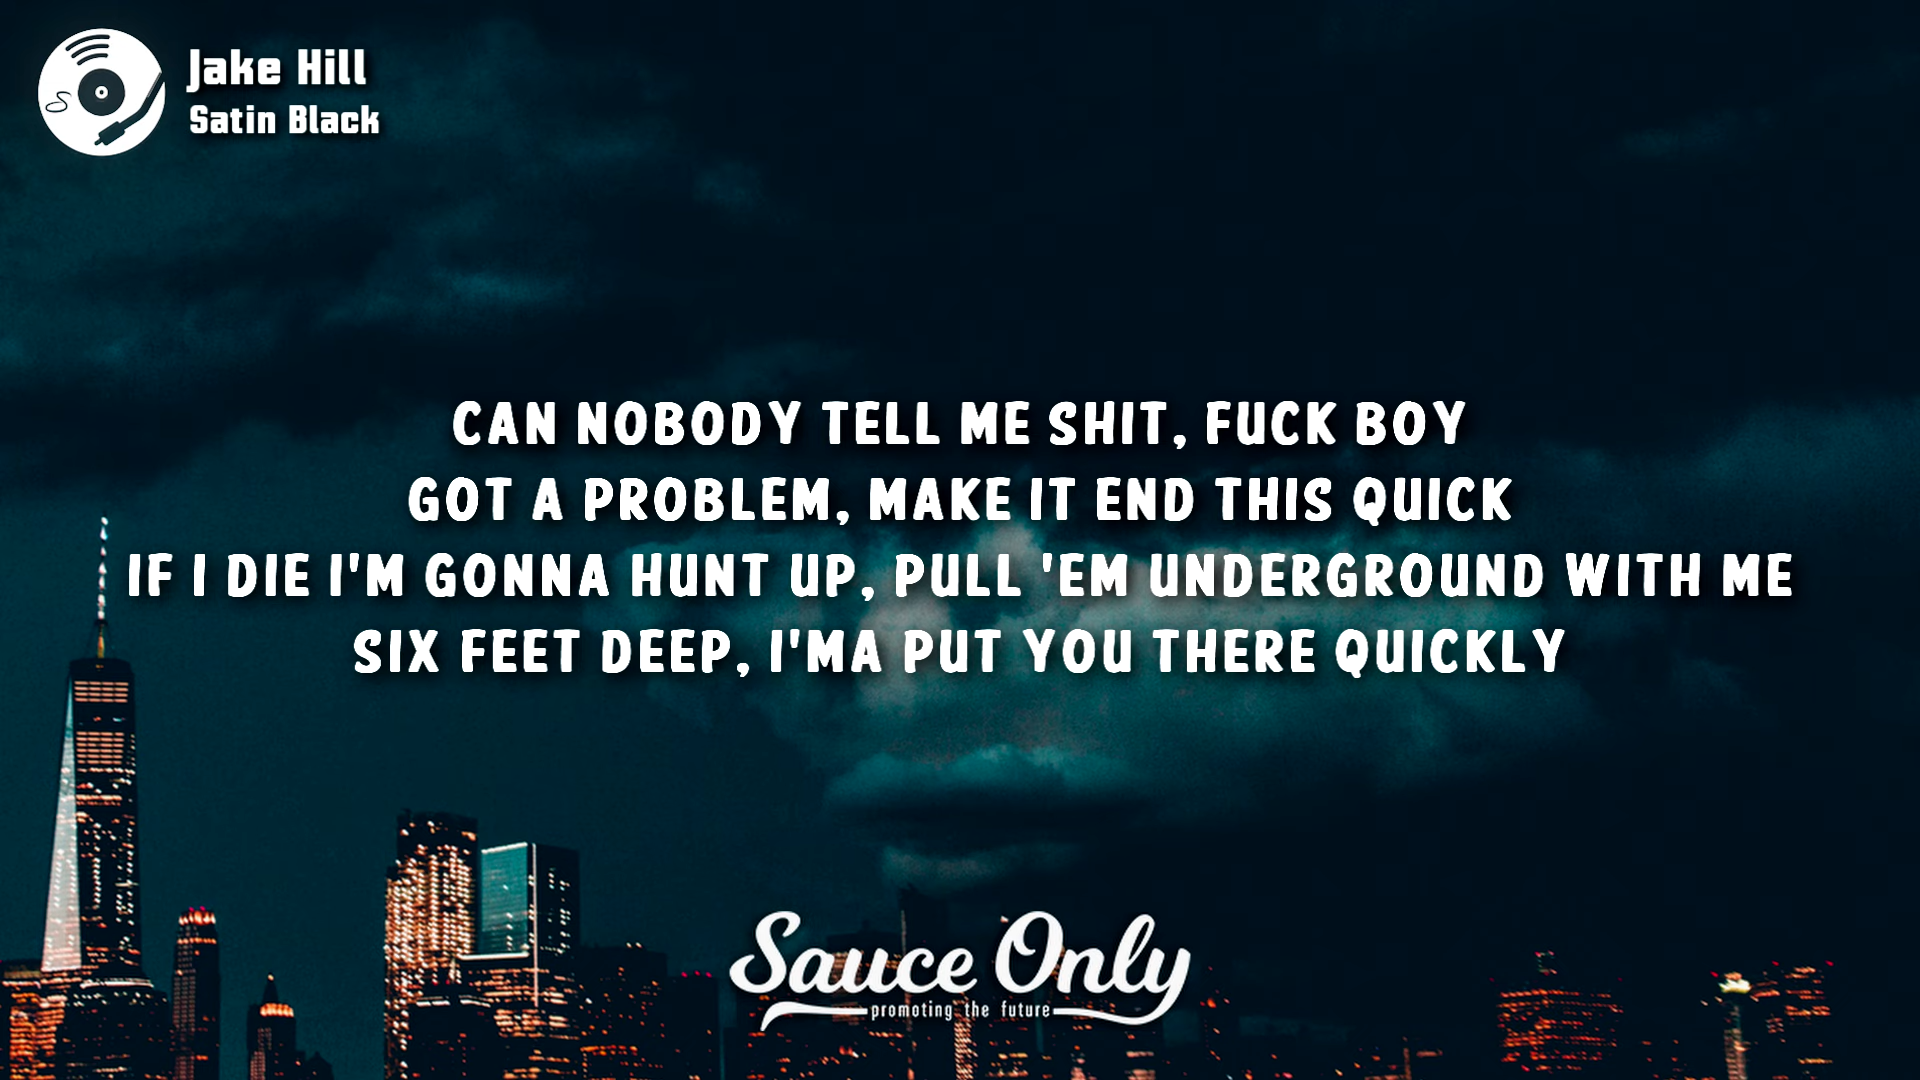 Jake Hill
Satin Black
CAN NOBODY TELL ME SHIT, FUCK BOY
GOT A PROBLEM, MAKE IT END THIS QUICK
IF I DIE I'M GONNA HUNT UP, PULL 'EM UNDERGROUND WITH ME
SIX FEET DEEP, I'MA PUT YOU THERE QUICKLY
Sauce Only
promoting the future